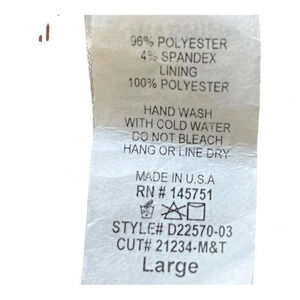 96% POLYESTER
4% SPANDEX
LINING
100% POLYESTER
HAND WASH
WITH COLD WATER
DO NOT BLEACH
HANG OR LINE DRY
MADE IN U.S.A
RN # 145751
STYLE# D22570-03
CUT# 21234-M&T
Large